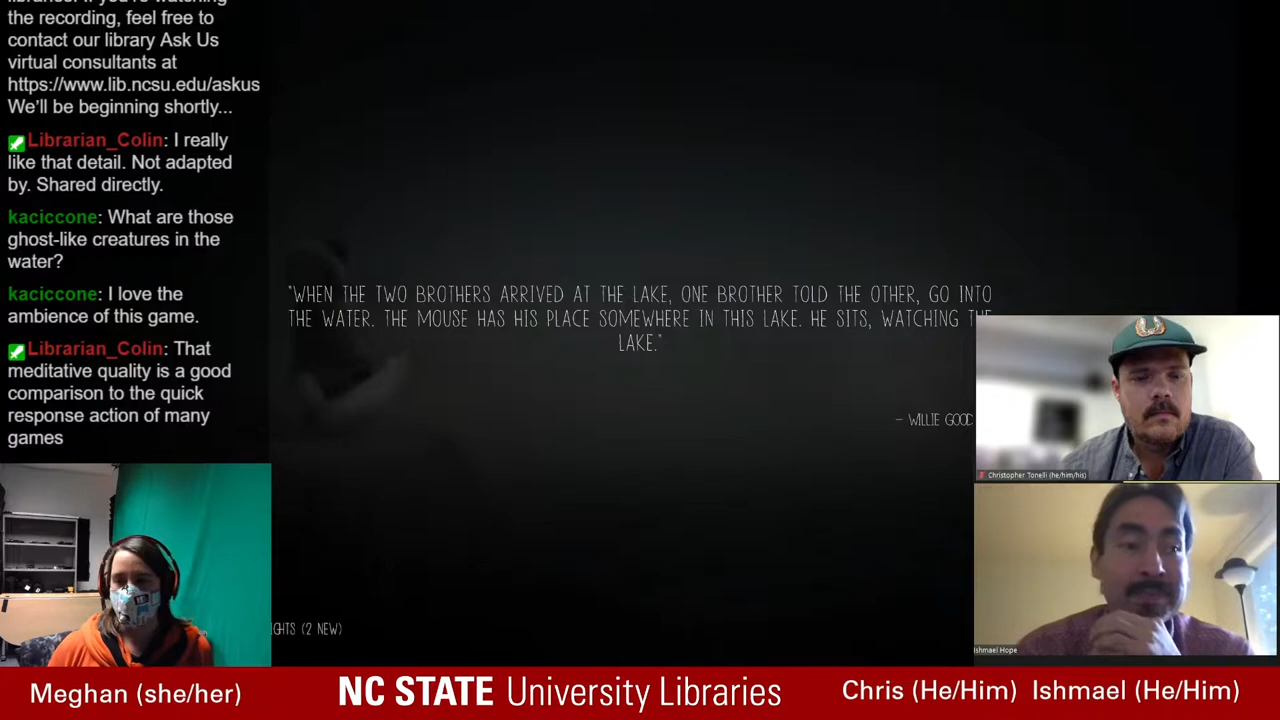 the recording, feel free to
contact our library Ask Us
virtual consultants at
https://www.lib.ncsu.edu/askus
We'll be beginning shortly...
Librarian_Colin: I really
like that detail. Not adapted
by. Shared directly.
kaciccone: What are those
ghost-like creatures in the
water?
kaciccone: I love the
ambience of this game.
Librarian_Colin: That
meditative quality is a good
comparison to the quick
response action of many
games
"WHEN THE TWO BROTHERS ARRIVED AT THE LAKE, ONE BROTHER TOLD THE OTHER, GO INTO
THE WATER. THE MOUSE HAS HIS PLACE SOMEWHERE IN THIS LAKE. HE SITS, WATCHING THE
LAKE."
– WILLIE GOOD
(2 NEW)
Christopher Tonelli (he/him/his)
Ishmael Hope
Meghan (she/her)
NC STATE University Libraries
Chris (He/Him) Ishmael (He/Him)